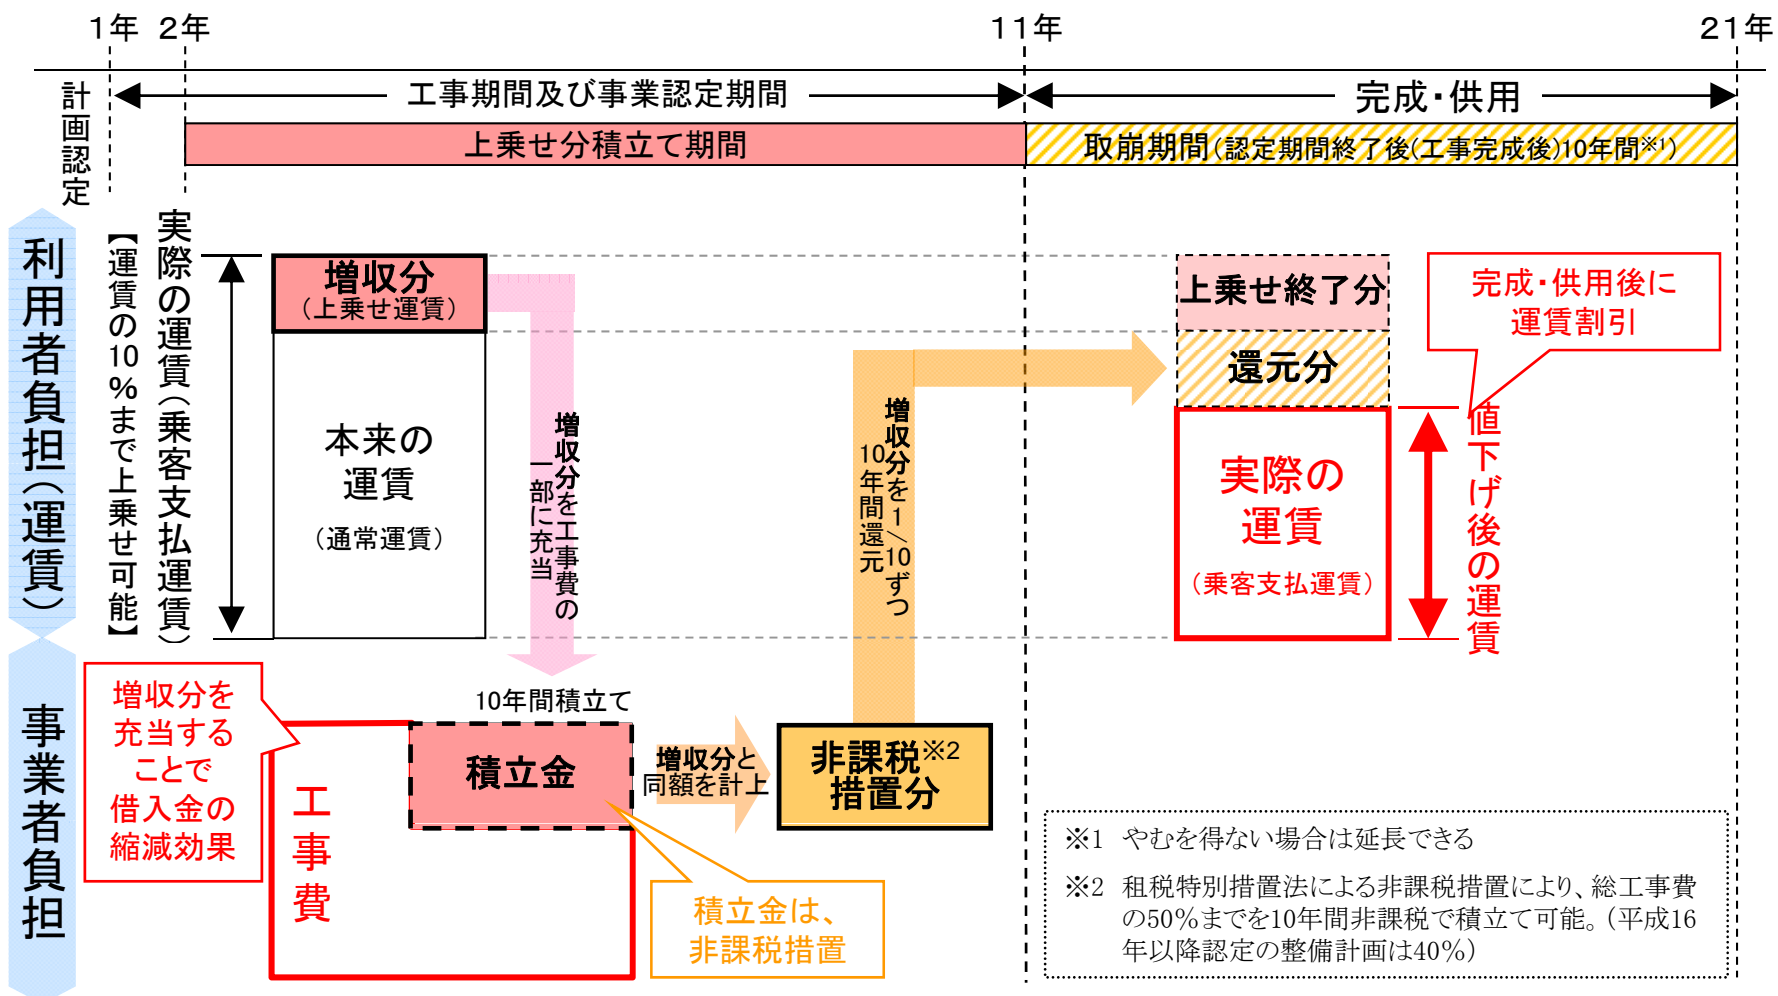 1年
2年
11年
21年
計画認定
工事期間及び事業認定期間
完成・供用
上乗せ分積立て期間
取崩期間(認定期間終了後(工事完成後)10年間※1)
利用者負担(運賃)
【運賃の10%まで上乗せ可能】
実際の運賃(乗客支払運賃)
増収分
(上乗せ運賃)
本来の
運賃
(通常運賃)
増収分を工事費の
一部に充当
増収分を1/10ずつ
10年間還元
上乗せ終了分
還元分
実際の
運賃
(乗客支払運賃)
完成・供用後に
運賃割引
値下げ後の運賃
事業者負担
増収分を
充当する
ことで
借入金の
縮減効果
工事費
10年間積立て
積立金
増収分と
同額を計上
非課税※2
措置分
積立金は、
非課税措置
※1 やむを得ない場合は延長できる
※2 租税特別措置法による非課税措置により、総工事費
の50%までを10年間非課税で積立て可能。(平成16
年以降認定の整備計画は40%)